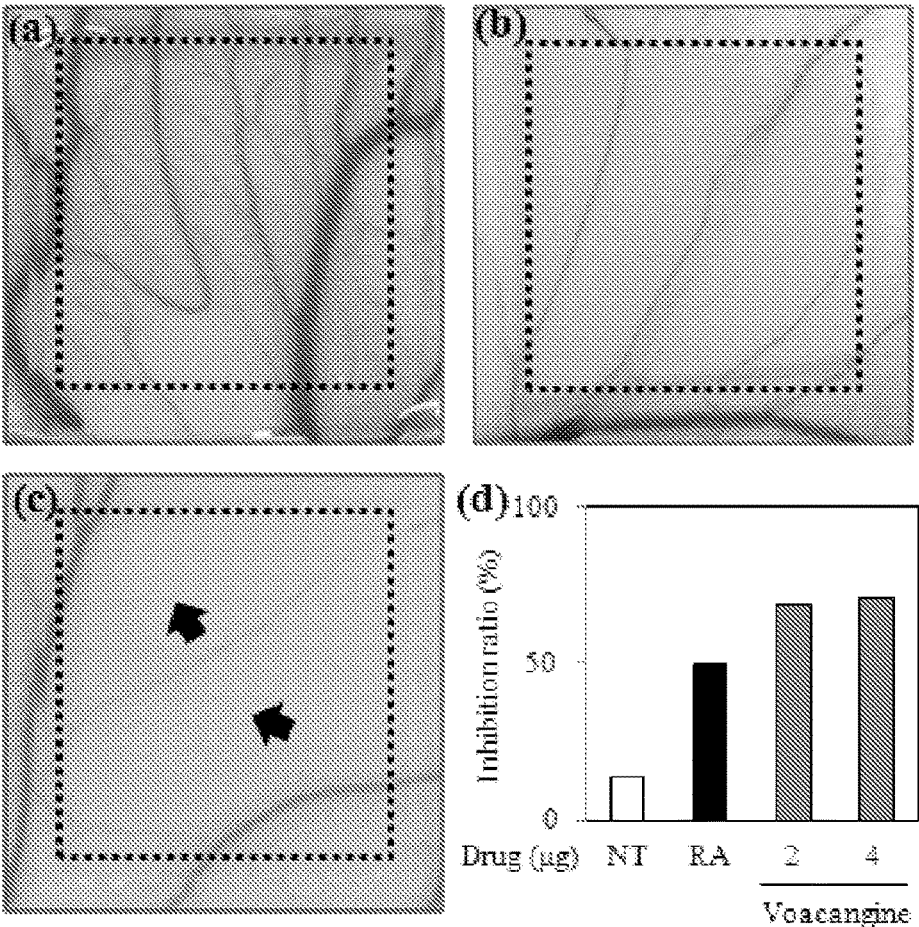 (a)
(b)
(c)
(d)
100
50
0
Inhibition ratio (%)
Drug (µg) NT RA 2 4
Voacangine